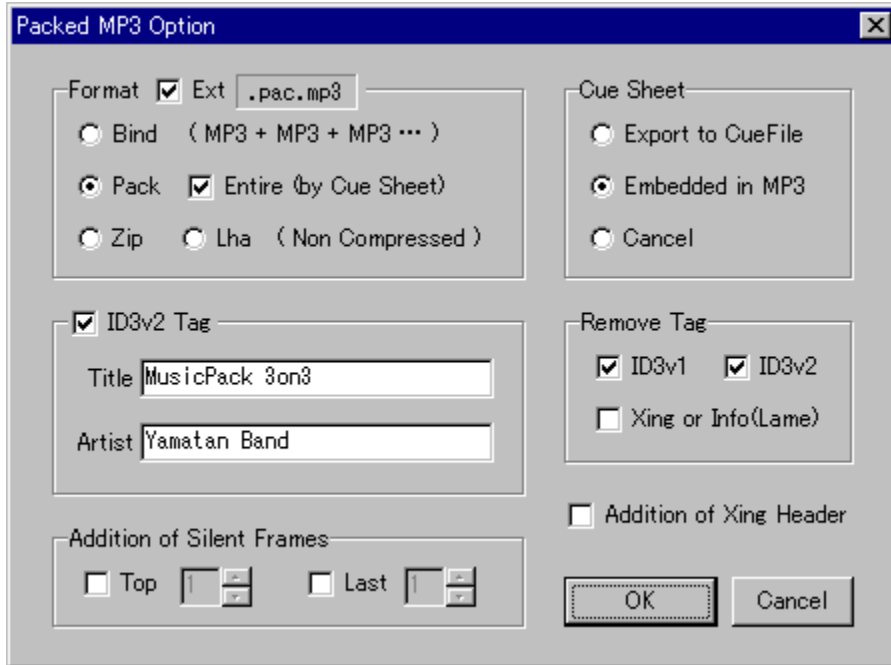 Packed MP3 Option
Format Ext .pac.mp3
Bind ( MP3 + MP3 + MP3 … )
Pack Entire (by Cue Sheet)
Zip Lha ( Non Compressed )
Cue Sheet
Export to CueFile
Embedded in MP3
Cancel
ID3v2 Tag
Title MusicPack 3on3
Artist Yamatan Band
Remove Tag
ID3v1 ID3v2
Xing or Info(Lame)
Addition of Silent Frames
Top 1 Last 1
Addition of Xing Header
OK Cancel